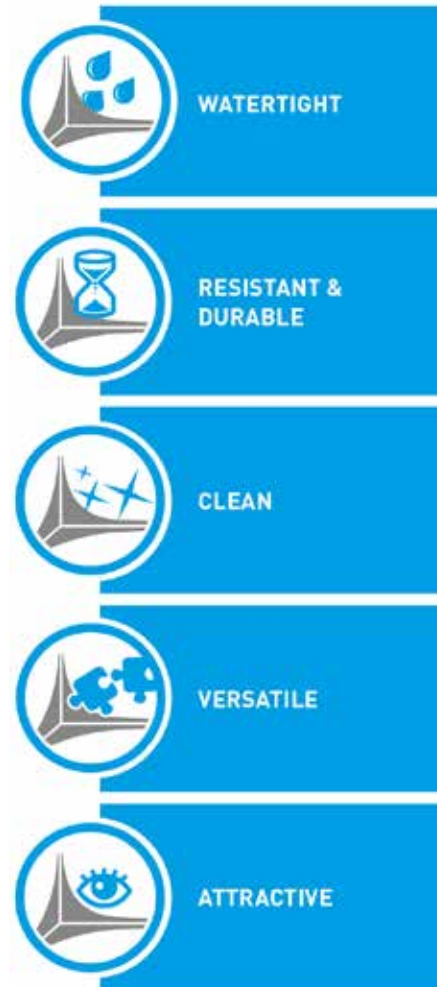 WATERTIGHT
RESISTANT &
DURABLE
CLEAN
VERSATILE
ATTRACTIVE